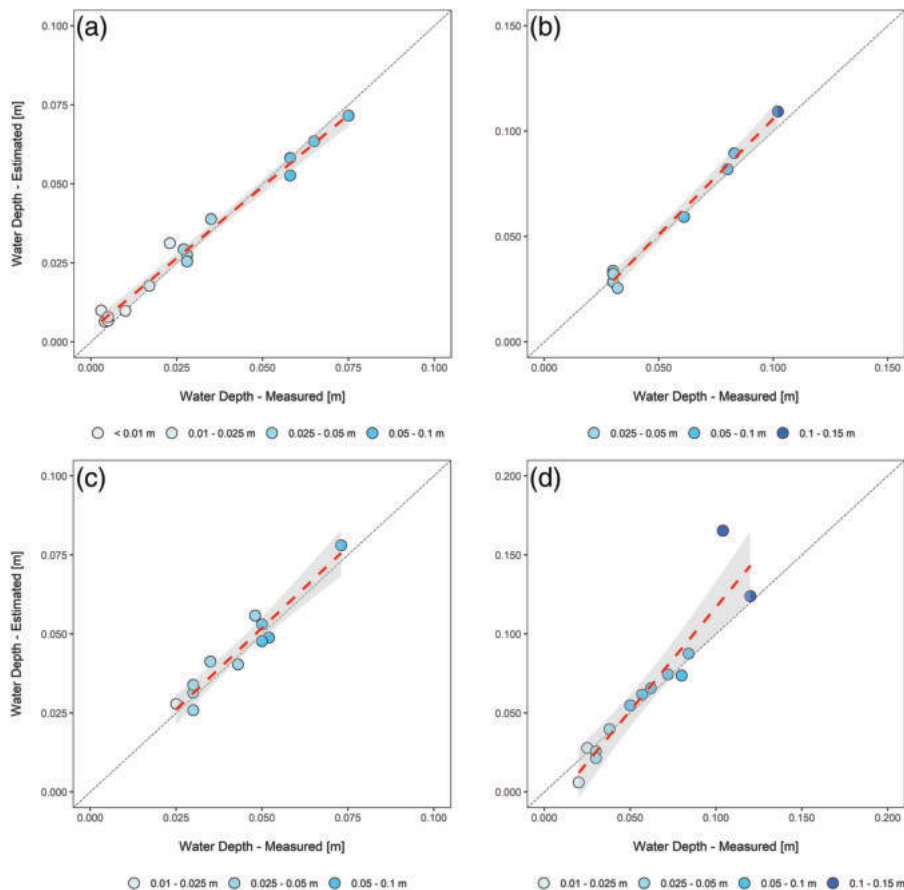 (a)
0.100
0.075
0.050
0.025
0.000
Water Depth - Estimated [m]
0.000 0.025 0.050 0.075 0.100
Water Depth - Measured [m]
< 0.01 m 0.01 - 0.025 m 0.025 - 0.05 m 0.05 - 0.1 m
(b)
0.150
0.100
0.050
0.000
0.000 0.050 0.100 0.150
Water Depth - Measured [m]
0.025 - 0.05 m 0.05 - 0.1 m 0.1 - 0.15 m
(c)
0.100
0.075
0.050
0.025
0.000
Water Depth - Estimated [m]
0.000 0.025 0.050 0.075 0.100
Water Depth - Measured [m]
0.01 - 0.025 m 0.025 - 0.05 m 0.05 - 0.1 m
(d)
0.200
0.150
0.100
0.050
0.000
0.000 0.050 0.100 0.150 0.200
Water Depth - Measured [m]
0.01 - 0.025 m 0.025 - 0.05 m 0.05 - 0.1 m 0.1 - 0.15 m